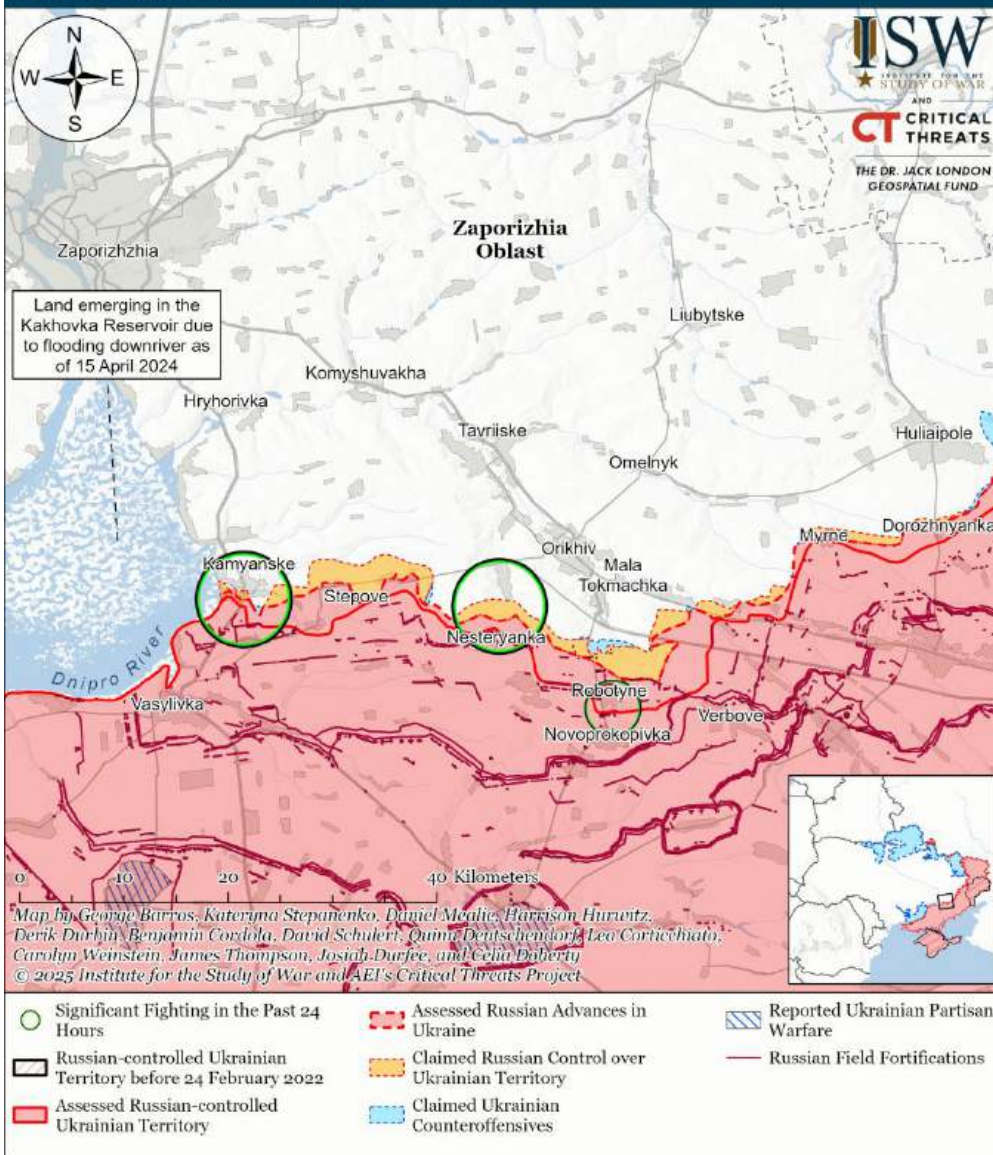 N
W
E
S
ISW
INSTITUTE FOR THE
STUDY OF WAR
AND
CT CRITICAL
THREATS
THE DR. JACK LONDON
GEOSPATIAL FUND
Zaporizhia
Oblast
Zaporizhzhia
Land emerging in the
Kakhovka Reservoir due
to flooding downriver as
of 15 April 2024
Liubytske
Komyshuvakha
Hryhorivka
Tavriiske
Huliaipole
Omelnyk
Dorozhnyanka
Myrne
Orikhiv
Kamyanske
Mala
Tokmachka
Stepove
Nesteryanka
Dnipro River
Robotyne
Vasylivka
Verbove
Novoprokopivka
0 10 20 40 Kilometers
Map by George Barros, Kateryna Stepanenko, Daniel Mealie, Harrison Hurwitz,
Derik Durbin, Benjamin Cordola, David Schulert, Quinn Deutschendorf, Lea Corticchiato,
Carolyn Weinstein, James Thompson, Josiah Durfee, and Celia Doherty
© 2025 Institute for the Study of War and AEI's Critical Threats Project
Significant Fighting in the Past 24
Hours
Russian-controlled Ukrainian
Territory before 24 February 2022
Assessed Russian-controlled
Ukrainian Territory
Assessed Russian Advances in
Ukraine
Claimed Russian Control over
Ukrainian Territory
Claimed Ukrainian
Counteroffensives
Reported Ukrainian Partisan
Warfare
Russian Field Fortifications